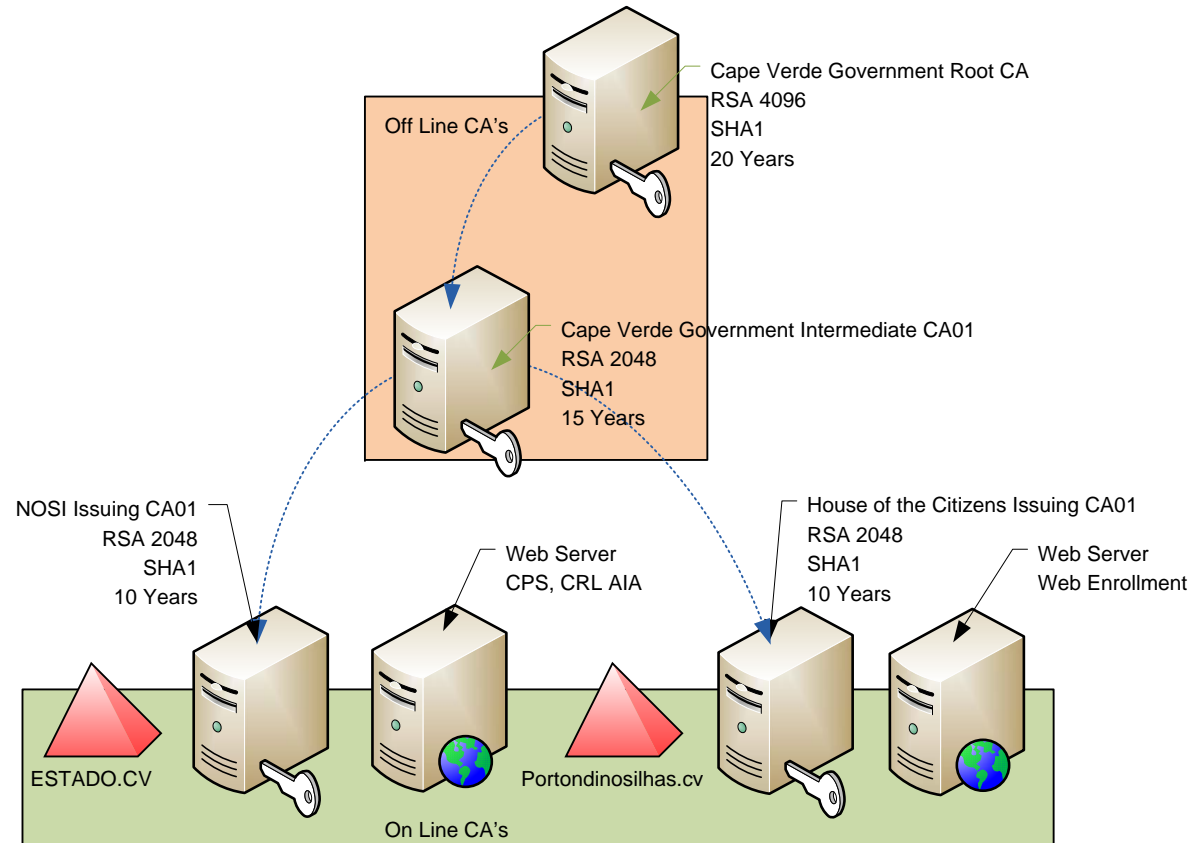 Cape Verde Government Root CA
RSA 4096
SHA1
20 Years
Off Line CA's
Cape Verde Government Intermediate CA01
RSA 2048
SHA1
15 Years
NOSI Issuing CA01
RSA 2048
SHA1
10 Years
Web Server
CPS, CRL AIA
House of the Citizens Issuing CA01
RSA 2048
SHA1
10 Years
Web Server
Web Enrollment
ESTADO.CV
Portondinosilhas.cv
On Line CA's